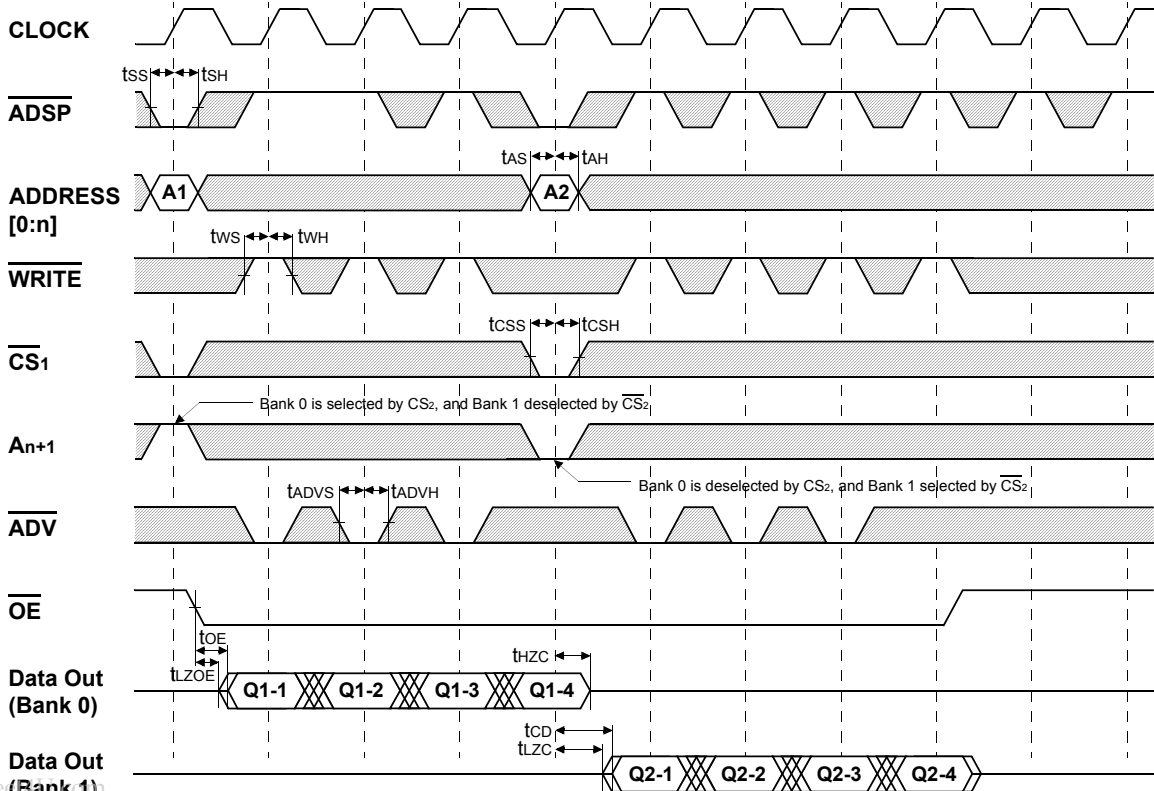 CLOCK
tSS tSH
ADSP
tAS tAH
ADDRESS
[0:n]
A1 A2
tWS tWH
WRITE
tCSS tCSH
CS1
Bank 0 is selected by CS2, and Bank 1 deselected by CS2
An+1
Bank 0 is deselected by CS2, and Bank 1 selected by CS2
tADVS tADVH
ADV
OE
tOE
tLZOE
tHZC
Data Out
(Bank 0)
Q1-1 Q1-2 Q1-3 Q1-4
tCD
tLZC
Data Out
(Bank 1)
Q2-1 Q2-2 Q2-3 Q2-4